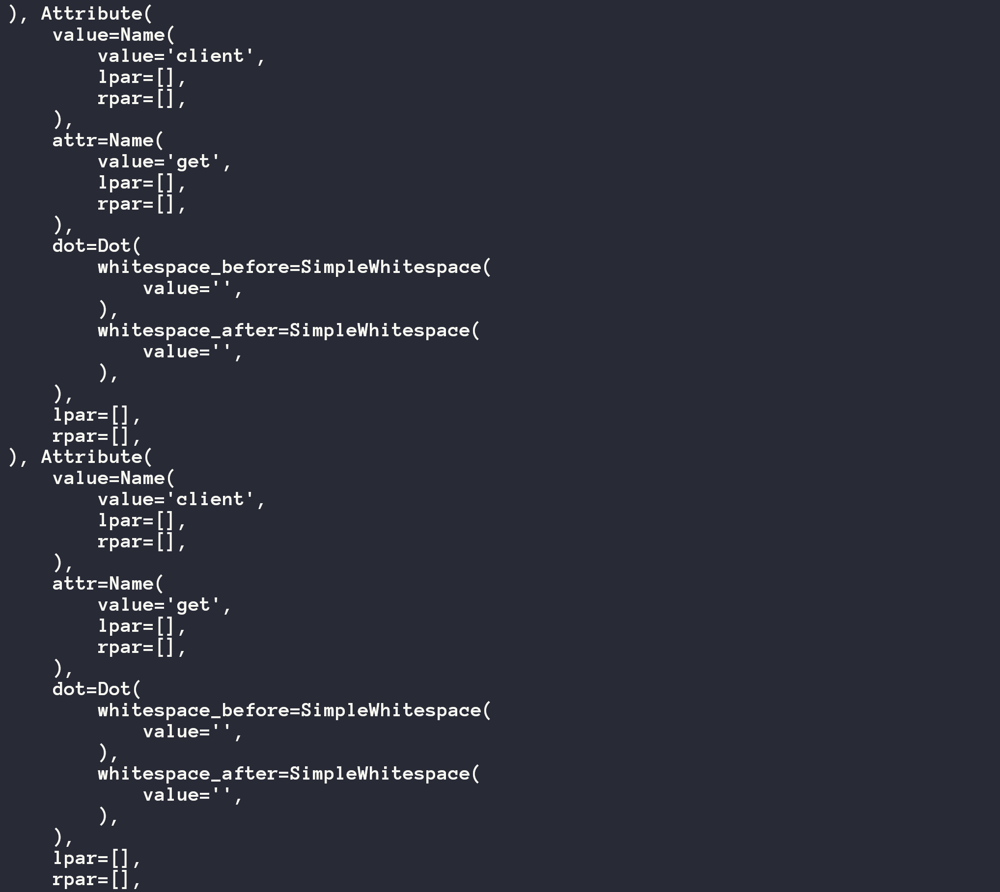 ), Attribute(
    value=Name(
        value='client',
        lpar=[],
        rpar=[],
    ),
    attr=Name(
        value='get',
        lpar=[],
        rpar=[],
    ),
    dot=Dot(
        whitespace_before=SimpleWhitespace(
            value='',
        ),
        whitespace_after=SimpleWhitespace(
            value='',
        ),
    ),
    lpar=[],
    rpar=[],
), Attribute(
    value=Name(
        value='client',
        lpar=[],
        rpar=[],
    ),
    attr=Name(
        value='get',
        lpar=[],
        rpar=[],
    ),
    dot=Dot(
        whitespace_before=SimpleWhitespace(
            value='',
        ),
        whitespace_after=SimpleWhitespace(
            value='',
        ),
    ),
    lpar=[],
    rpar=[],